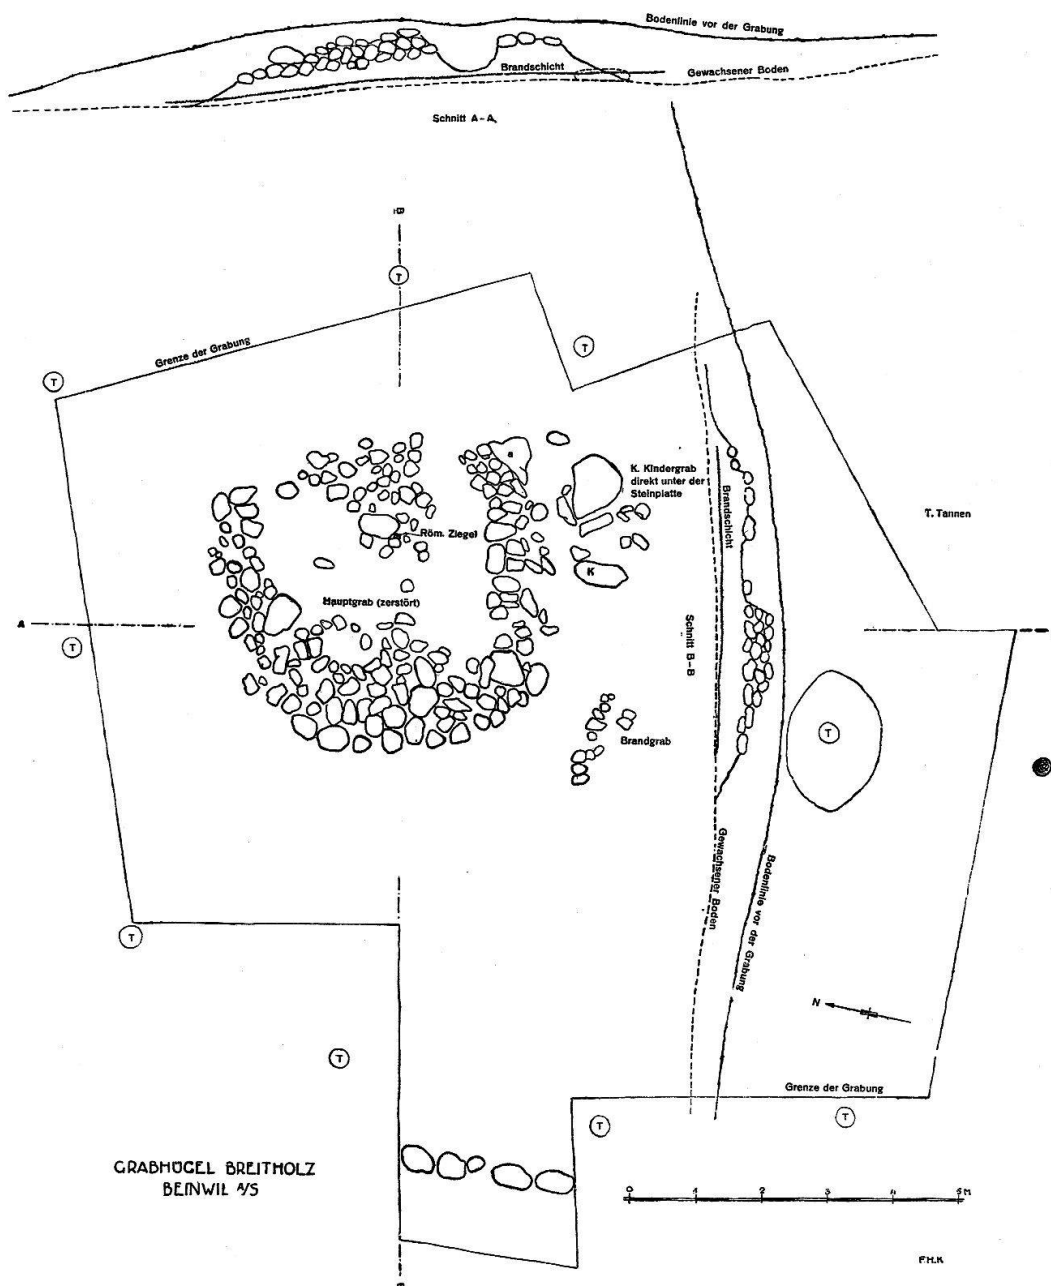 Bodenlinie vor der Grabung
Brandschicht
Gewachsener Boden
Schnitt A-A
B
T
Grenze der Grabung
T
T
a
K. Kindergrab
direkt unter der
Steinplatte
Röm. Ziegel
Brandschicht
T. Tannen
K
Hauptgrab (zerstört)
A
T
Schnitt B-B
T
Brandgrab
Gewachsener Boden
Bodenlinie vor der Grabung
T
N
T
Grenze der Grabung
T
T
GRABHÜGEL BREITHOLZ
BEINWIL A/S
0 1 2 3 4 5 M
F.H.K
B